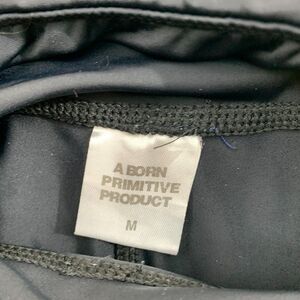 A BORN
PRIMITIVE
PRODUCT
M